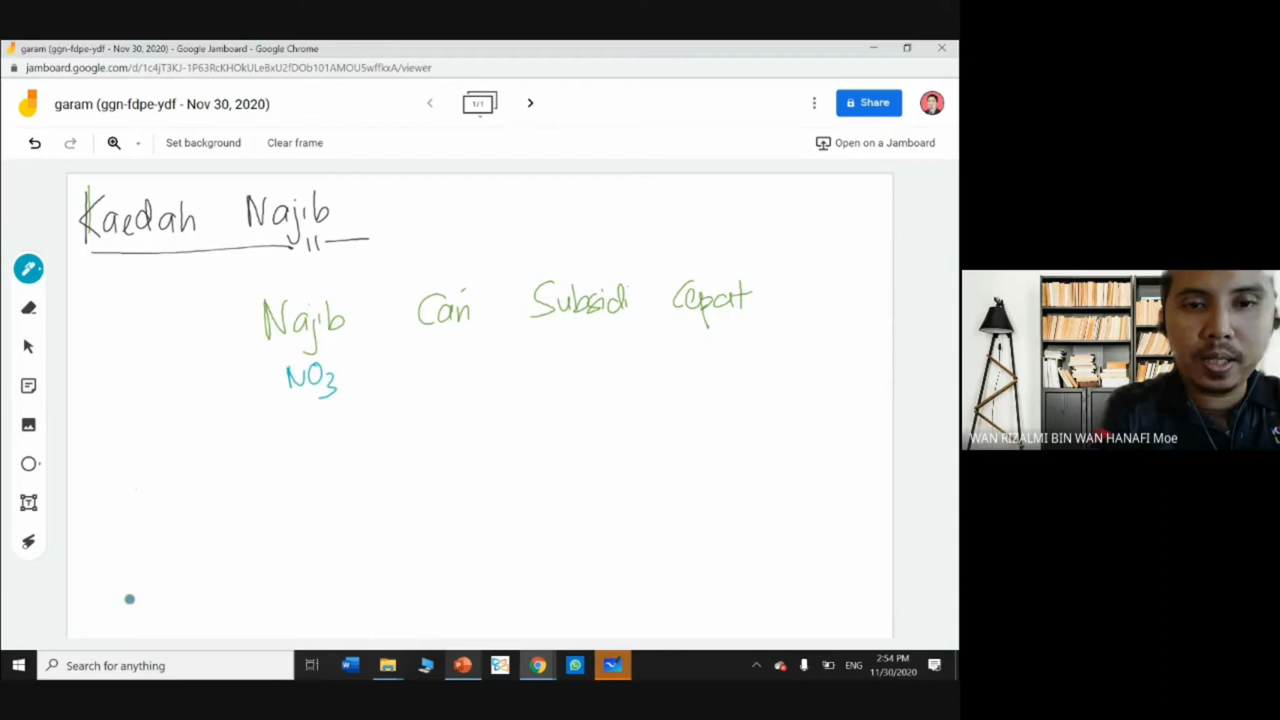 garam (ggn-fdpe-ydf - Nov 30, 2020) - Google Jamboard - Google Chrome
jamboard.google.com/d/1c4jT3KJ-1P63RcKHOkULeBxU2fDOb101AMOU5wffkxA/viewer
garam (ggn-fdpe-ydf - Nov 30, 2020)
1/1
Share
Set background
Clear frame
Open on a Jamboard
Kaedah Najib
Najib Cari Subsidi Cepat
NO3
WAN RIZALMI BIN WAN HANAFI Moe
Search for anything
ENG
2:54 PM
11/30/2020